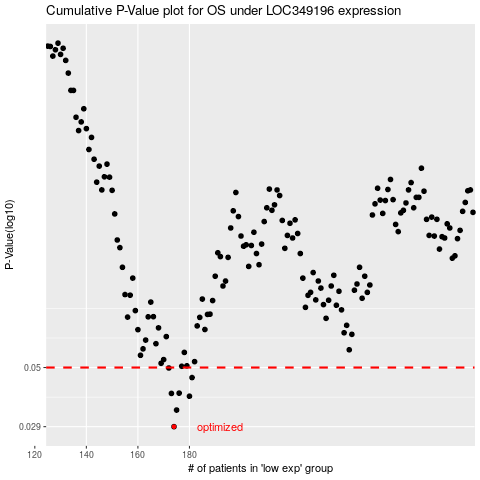 Cumulative P-Value plot for OS under LOC349196 expression
P-Value(log10)
0.05
0.029
optimized
120 140 160 180
# of patients in 'low exp' group